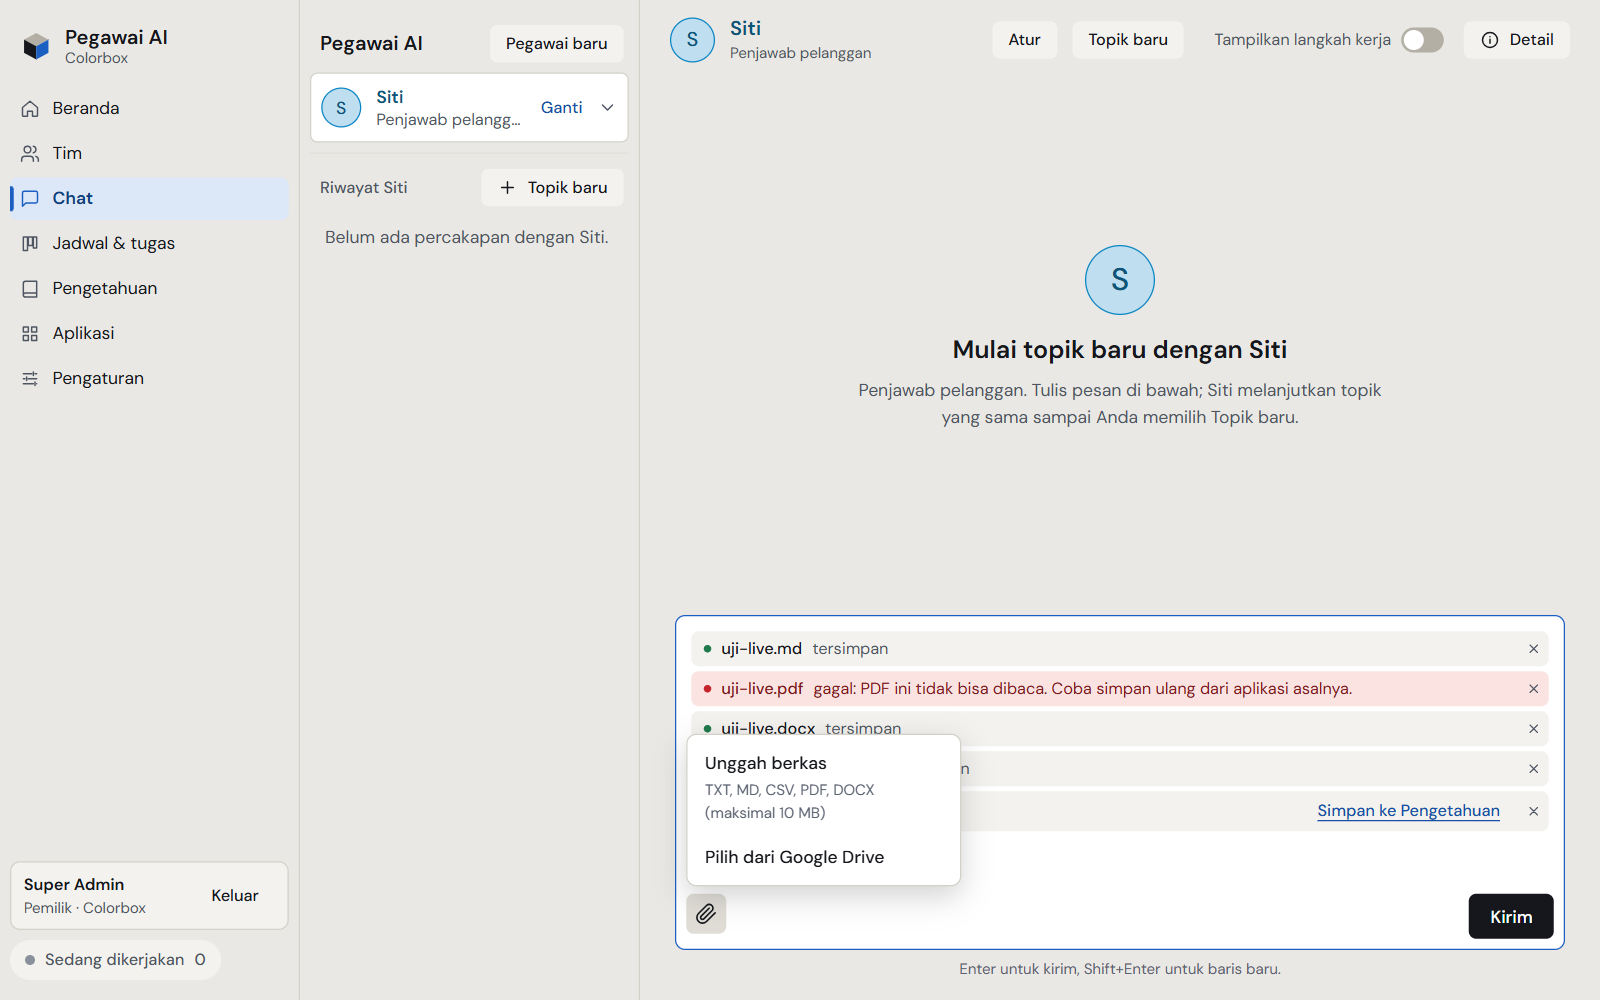 Pegawai AI
Colorbox
Beranda
Tim
Chat
Jadwal & tugas
Pengetahuan
Aplikasi
Pengaturan
Super Admin
Pemilik · Colorbox
Keluar
Sedang dikerjakan 0
Pegawai AI
Pegawai baru
S
Siti
Penjawab pelangg...
Ganti
Riwayat Siti
+ Topik baru
Belum ada percakapan dengan Siti.
S
Siti
Penjawab pelanggan
Atur
Topik baru
Tampilkan langkah kerja
Detail
S
Mulai topik baru dengan Siti
Penjawab pelanggan. Tulis pesan di bawah; Siti melanjutkan topik
yang sama sampai Anda memilih Topik baru.
uji-live.md tersimpan
uji-live.pdf gagal: PDF ini tidak bisa dibaca. Coba simpan ulang dari aplikasi asalnya.
uji-live.docx tersimpan
n
Simpan ke Pengetahuan
Unggah berkas
TXT, MD, CSV, PDF, DOCX
(maksimal 10 MB)
Pilih dari Google Drive
Kirim
Enter untuk kirim, Shift+Enter untuk baris baru.